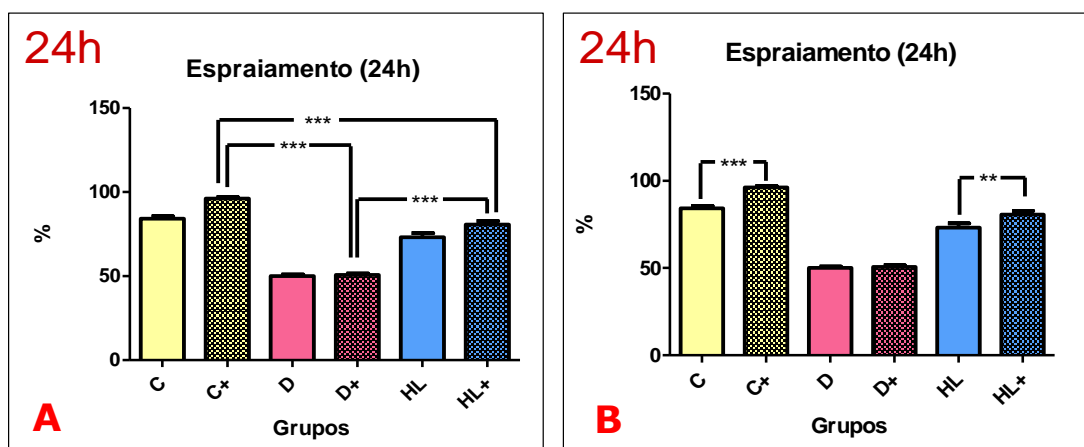 24h
Espraiamento (24h)
150
100
50
0
%
***
***
***
C
C+
D
D+
HL
HL+
Grupos
A
24h
Espraiamento (24h)
150
100
50
0
%
***
**
C
C+
D
D+
HL
HL+
Grupos
B